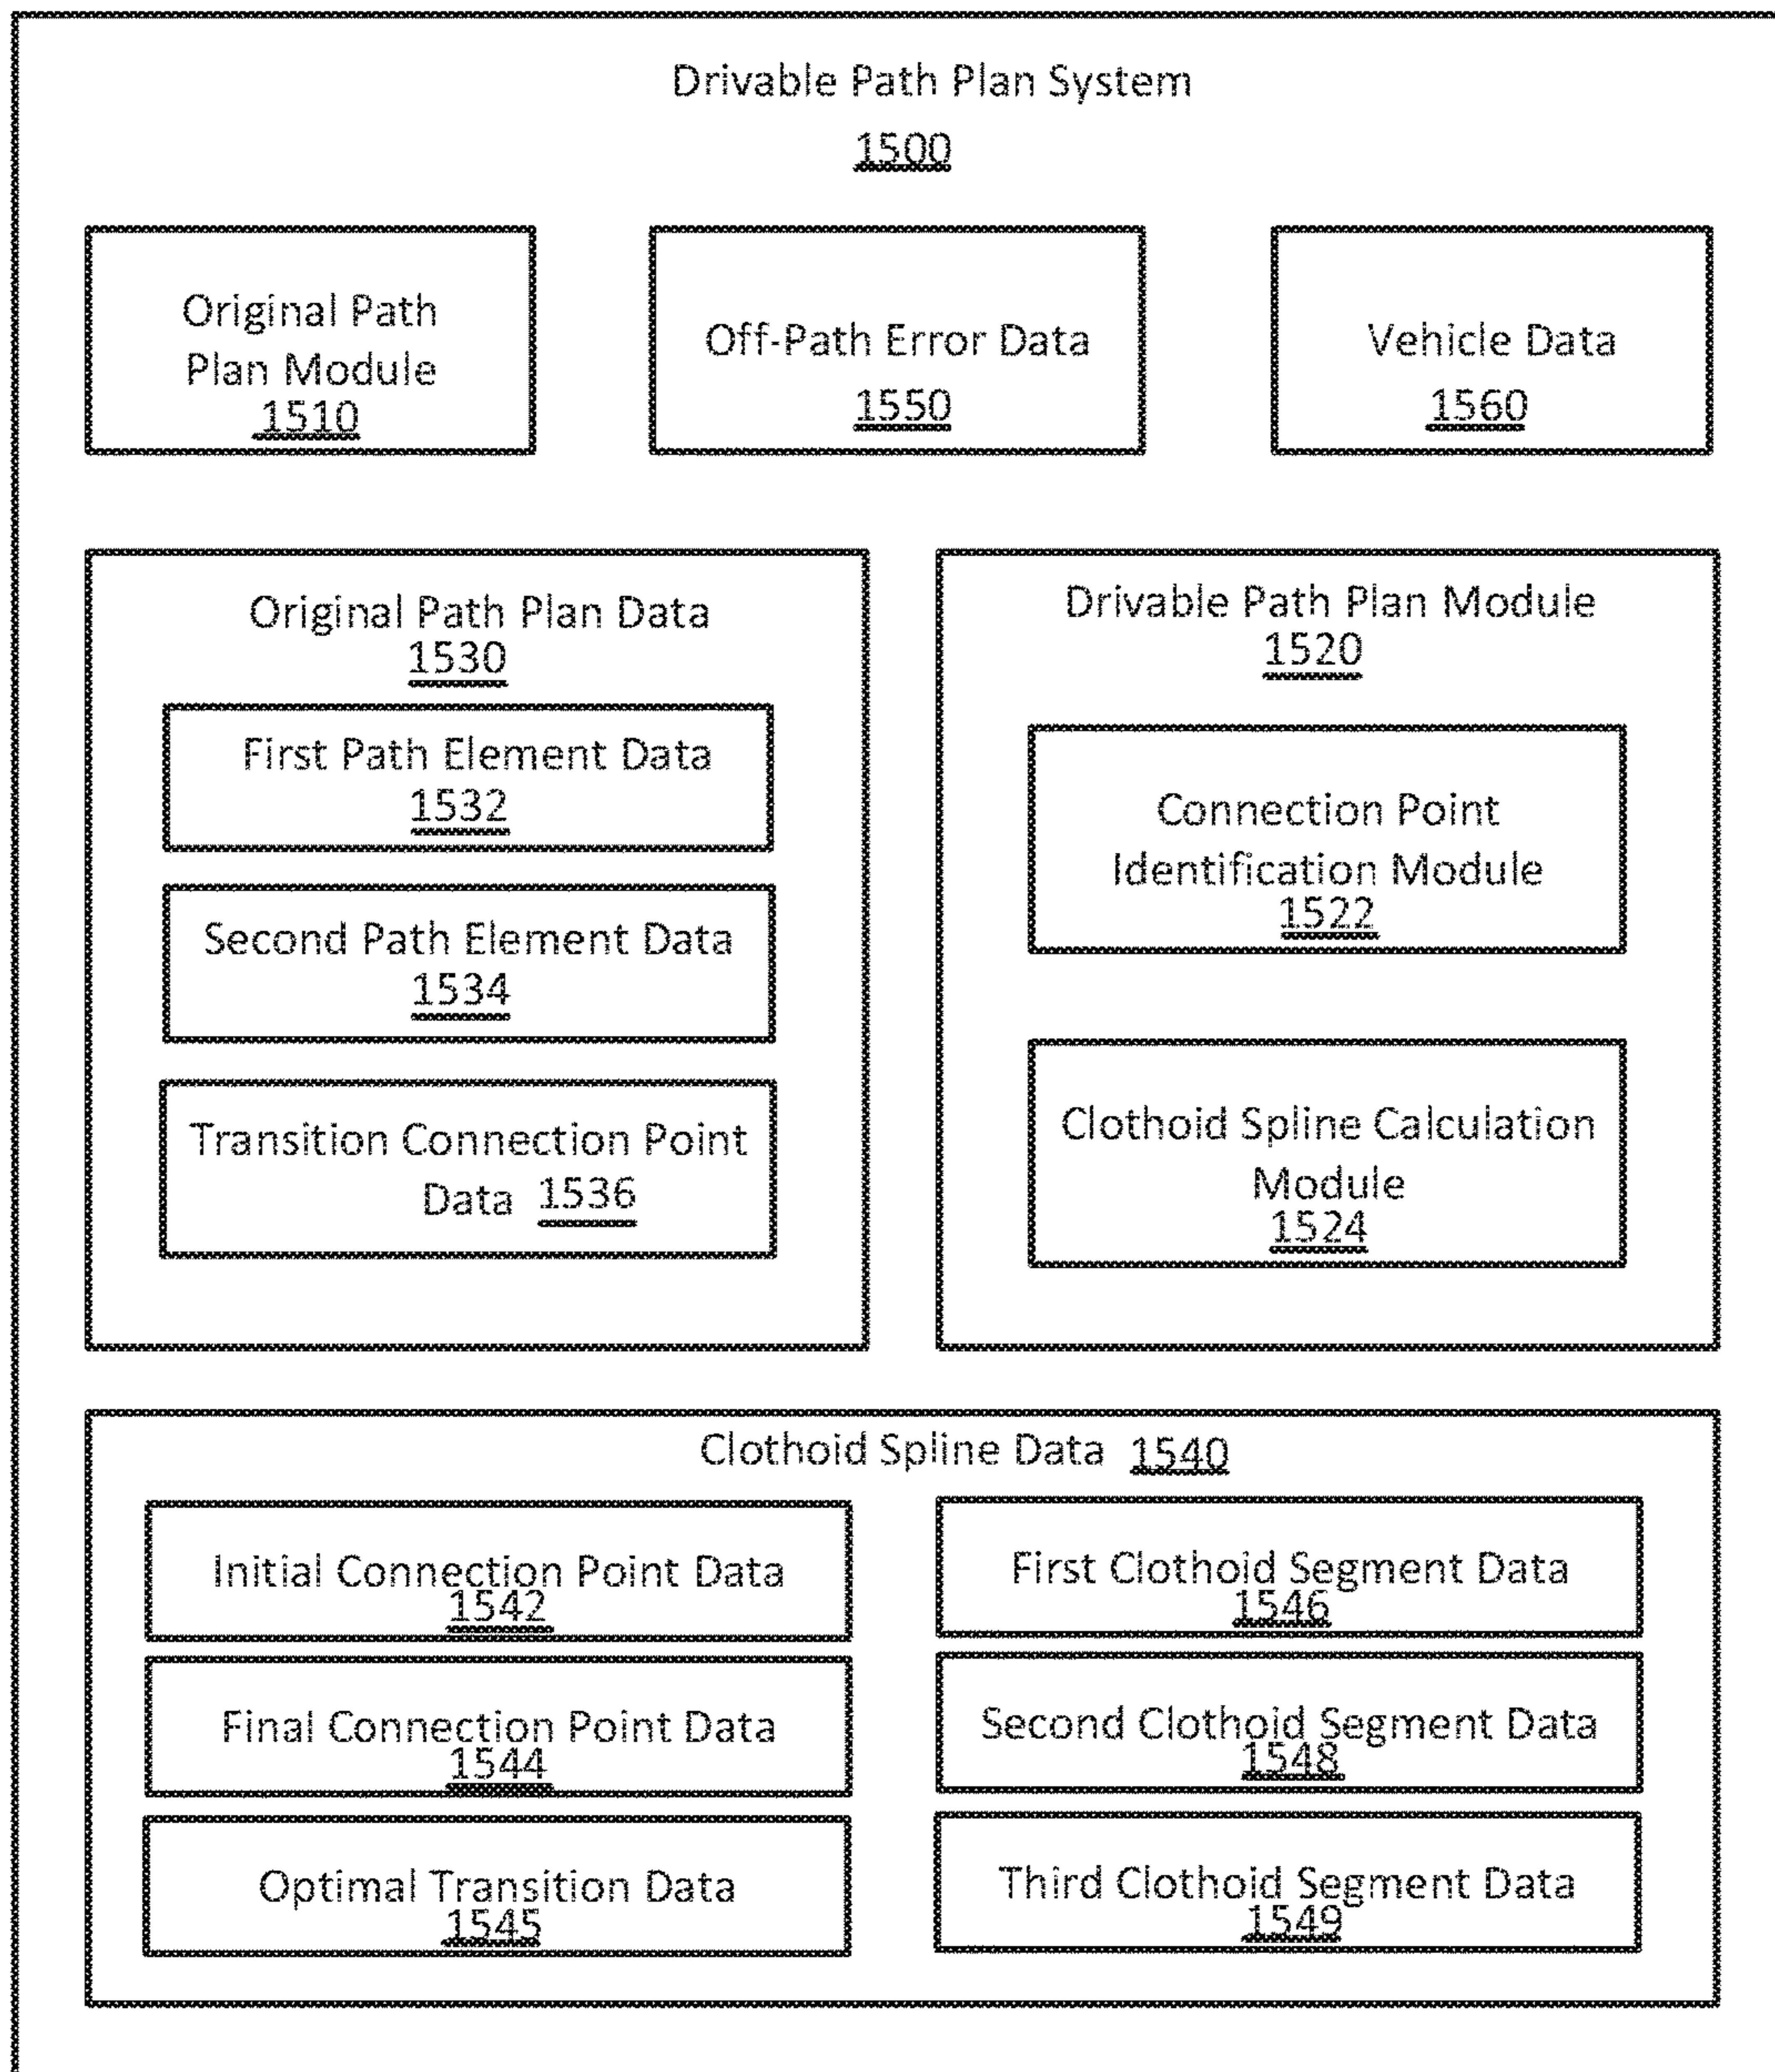 Drivable Path Plan System
1500
Original Path
Plan Module
1510
Off-Path Error Data
1550
Vehicle Data
1560
Original Path Plan Data
1530
First Path Element Data
1532
Second Path Element Data
1534
Transition Connection Point
Data 1536
Drivable Path Plan Module
1520
Connection Point
Identification Module
1522
Clothoid Spline Calculation
Module
1524
Clothoid Spline Data 1540
Initial Connection Point Data
1542
Final Connection Point Data
1544
Optimal Transition Data
1545
First Clothoid Segment Data
1546
Second Clothoid Segment Data
1548
Third Clothoid Segment Data
1549